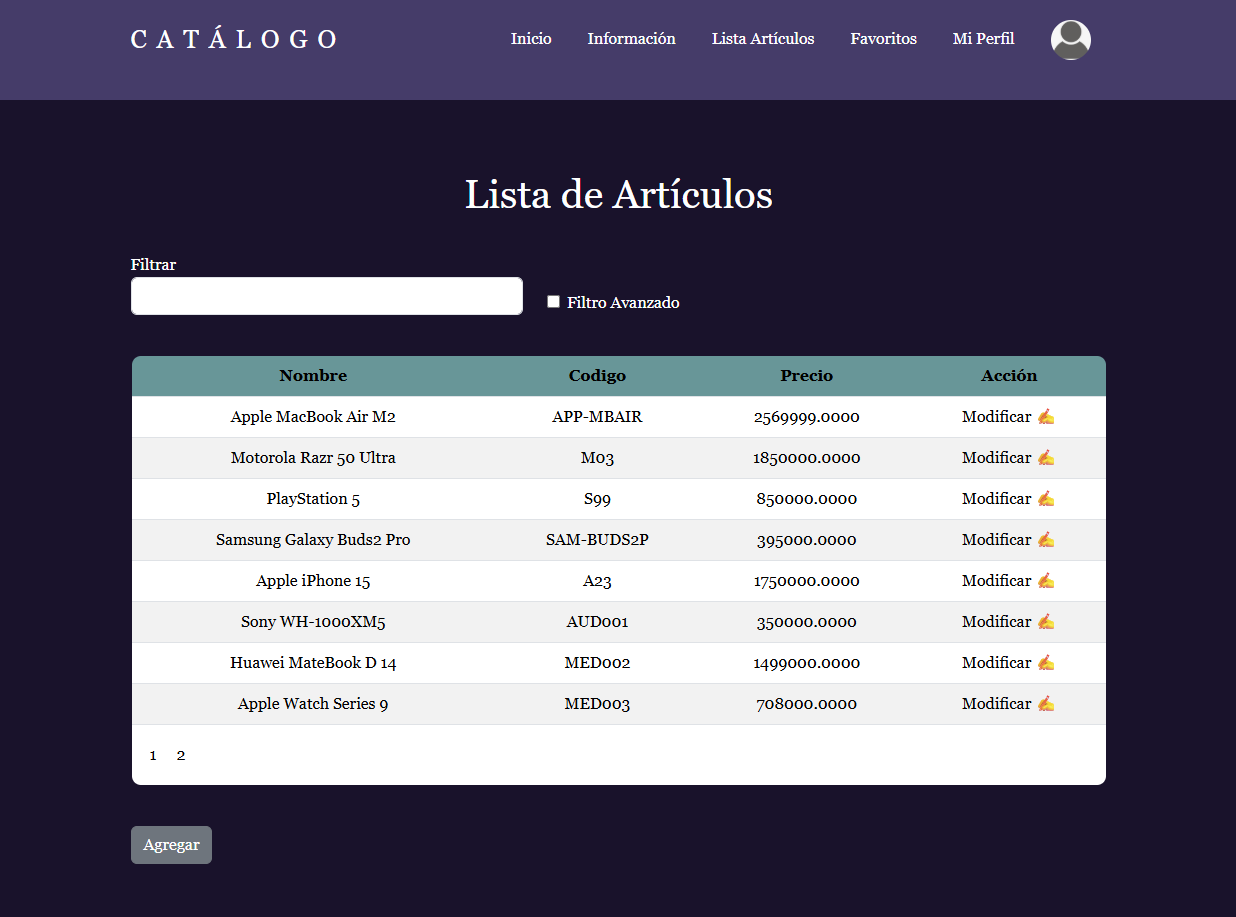 CATÁLOGO Inicio Información Lista Artículos Favoritos Mi Perfil
Lista de Artículos
Filtrar
Filtro Avanzado
Nombre Codigo Precio Acción
Apple MacBook Air M2 APP-MBAIR 2569999.0000 Modificar ✍
Motorola Razr 50 Ultra M03 1850000.0000 Modificar ✍
PlayStation 5 S99 850000.0000 Modificar ✍
Samsung Galaxy Buds2 Pro SAM-BUDS2P 395000.0000 Modificar ✍
Apple iPhone 15 A23 1750000.0000 Modificar ✍
Sony WH-1000XM5 AUD001 350000.0000 Modificar ✍
Huawei MateBook D 14 MED002 1499000.0000 Modificar ✍
Apple Watch Series 9 MED003 708000.0000 Modificar ✍
1 2
Agregar